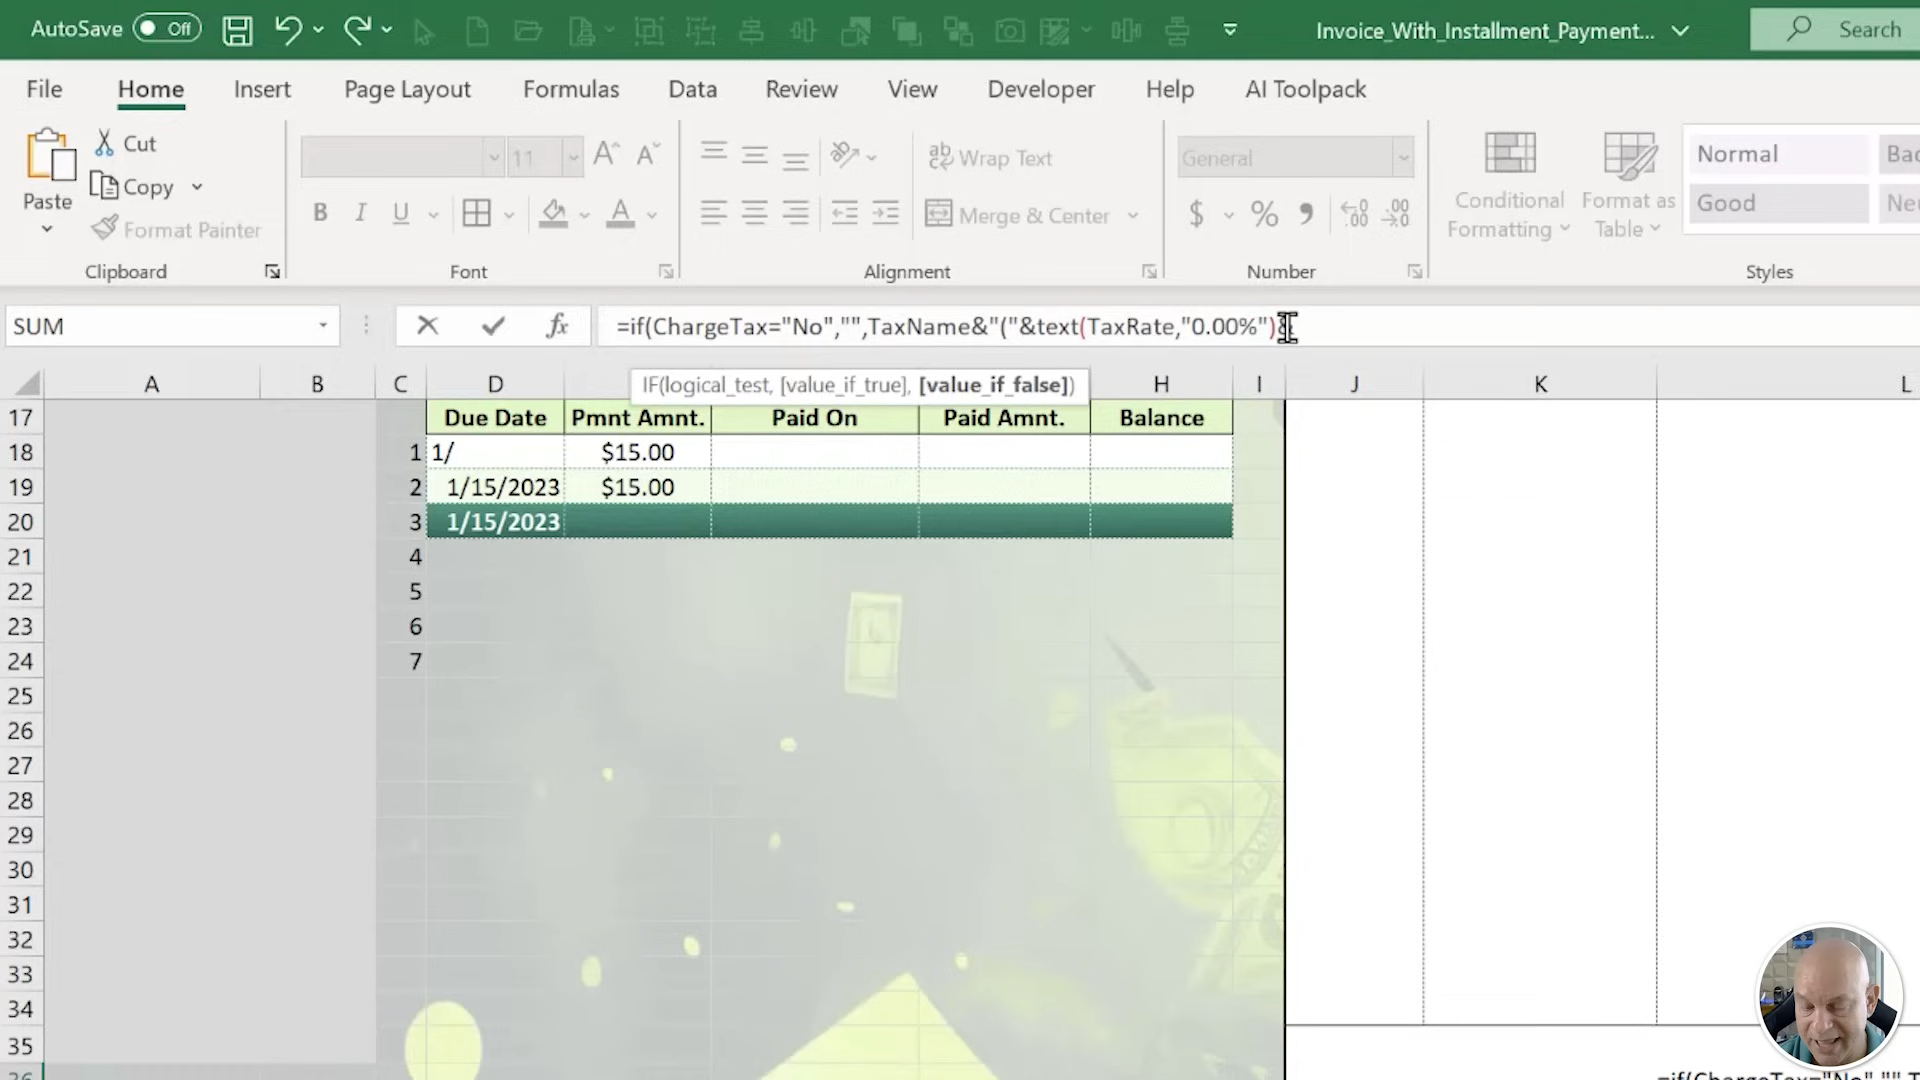 AutoSave Off Invoice_With_Installment_Payment... Search
File Home Insert Page Layout Formulas Data Review View Developer Help AI Toolpack
Cut
Copy
Format Painter
Paste
Clipboard
11
B I U
Font
Wrap Text
Merge & Center
Alignment
General
$ % 9
Number
Conditional
Formatting
Format as
Table
Normal
Good
Styles
SUM fx =if(ChargeTax="No","",TaxName&"("&text(TaxRate,"0.00%")&
IF(logical_test, [value_if_true], [value_if_false])
A B C D H I J K L
17 Due Date Pmnt Amnt. Paid On Paid Amnt. Balance
18 1 1/ $15.00
19 2 1/15/2023 $15.00
20 3 1/15/2023
21 4
22 5
23 6
24 7
25
26
27
28
29
30
31
32
33
34
35